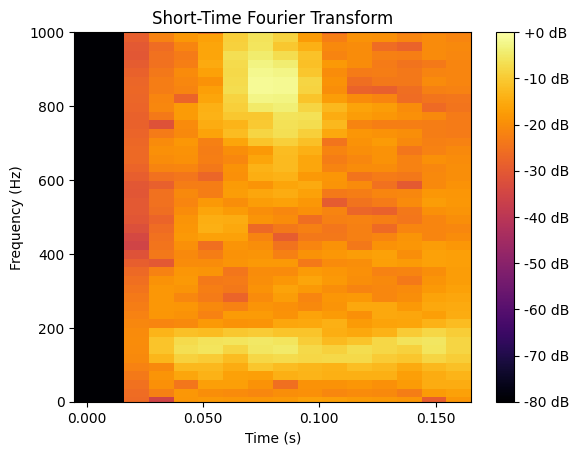 Short-Time Fourier Transform
1000
800
600
400
200
0
Frequency (Hz)
0.000
0.050
0.100
0.150
Time (s)
+0 dB
-10 dB
-20 dB
-30 dB
-40 dB
-50 dB
-60 dB
-70 dB
-80 dB